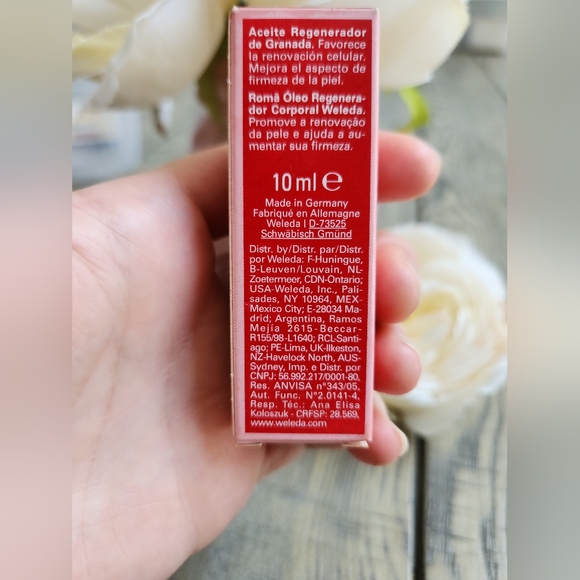 Aceite Regenerador
de Granada. Favorece
la renovación celular.
Mejora el aspecto de
firmeza de la piel.
Romã Óleo Regenera-
dor Corporal Weleda.
Promove a renovação
da pele e ajuda a au-
mentar sua firmeza.
10 ml ℮
Made in Germany
Fabriqué en Allemagne
Weleda | D-73525
Schwäbisch Gmünd
Distr. by/Distr. par/Distr.
por Weleda: F-Huningue,
B-Leuven/Louvain, NL-
Zoetermeer, CDN-Ontario;
USA-Weleda, Inc., Pali-
sades, NY 10964, MEX-
Mexico City; E-28034 Ma-
drid; Argentina, Ramos
Mejía 2615-Beccar-
R155/98-L1640; RCL-Santi-
ago; PE-Lima, UK-Ilkeston,
NZ-Havelock North, AUS-
Sydney, Imp. e Distr. por
CNPJ: 56.992.217/0001-80,
Res. ANVISA n°343/05,
Aut. Func. N°2.0141-4,
Resp. Téc.: Ana Elisa
Koloszuk - CRFSP: 28.569,
www.weleda.com